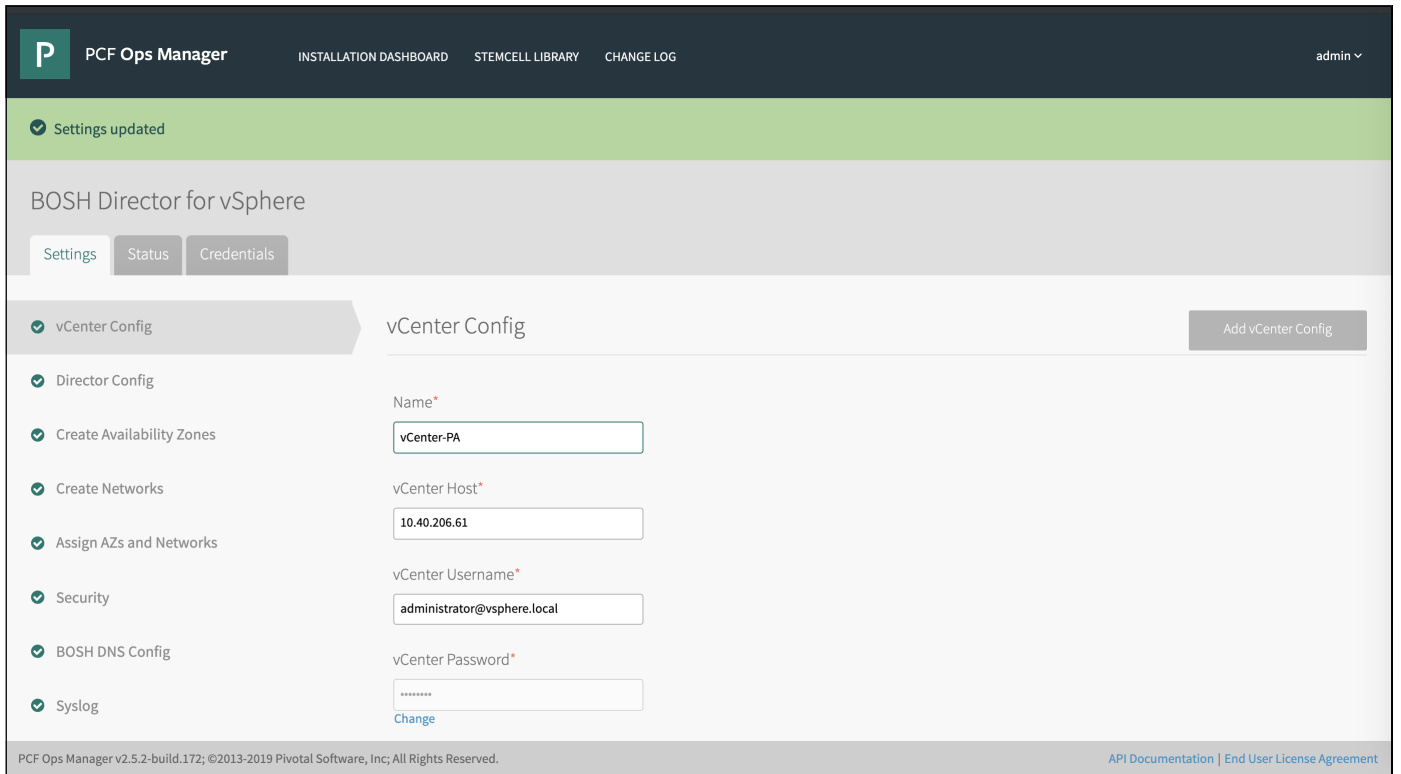 P PCF Ops Manager INSTALLATION DASHBOARD STEMCELL LIBRARY CHANGE LOG admin
Settings updated
BOSH Director for vSphere
Settings Status Credentials
vCenter Config
Director Config
Create Availability Zones
Create Networks
Assign AZs and Networks
Security
BOSH DNS Config
Syslog
vCenter Config Add vCenter Config
Name*
vCenter-PA
vCenter Host*
10.40.206.61
vCenter Username*
administrator@vsphere.local
vCenter Password*
••••••••
Change
PCF Ops Manager v2.5.2-build.172; ©2013-2019 Pivotal Software, Inc; All Rights Reserved. API Documentation | End User License Agreement